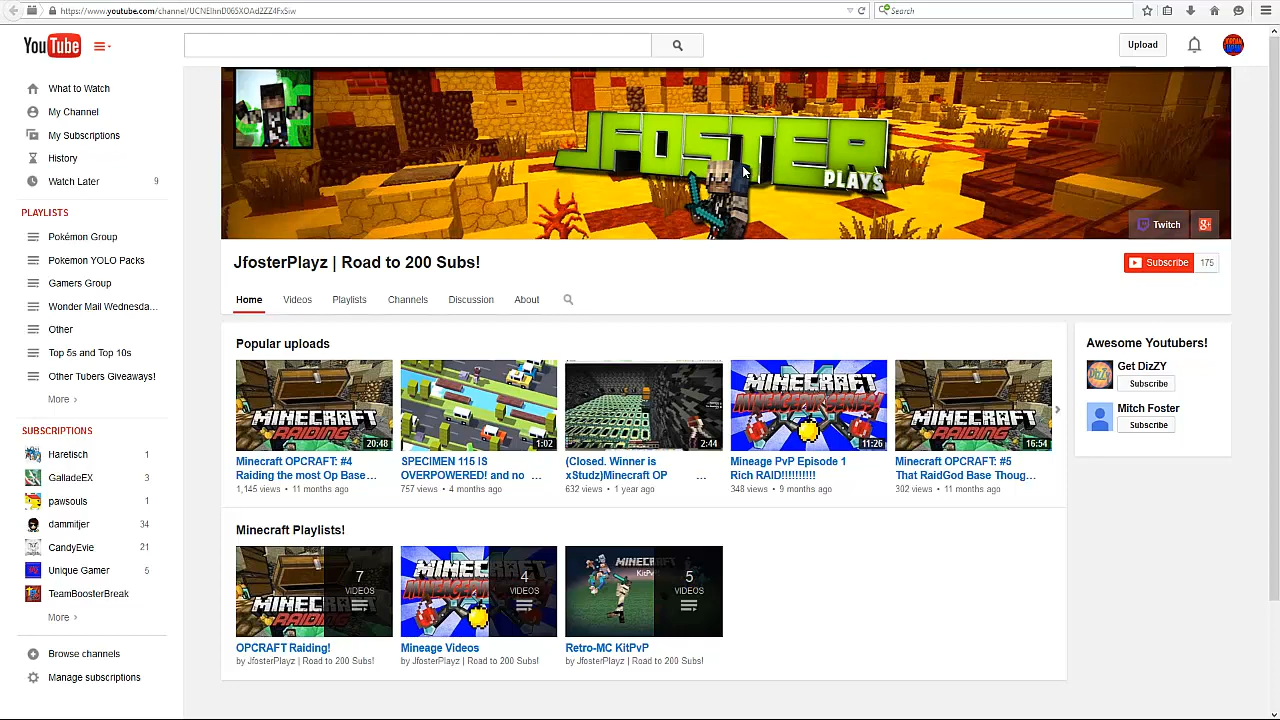 https://www.youtube.com/channel/UCNEIhnD06SXOAd2ZZ4FxSiw
Search
YouTube
Upload
What to Watch
My Channel
My Subscriptions
History
Watch Later 9
PLAYLISTS
Pokémon Group
Pokemon YOLO Packs
Gamers Group
Wonder Mail Wednesda...
Other
Top 5s and Top 10s
Other Tubers Giveaways!
More ›
SUBSCRIPTIONS
Haretisch 1
GalladeEX 3
pawsouls 1
dammitjer 34
CandyEvie 21
Unique Gamer 5
TeamBoosterBreak
More ›
Browse channels
Manage subscriptions
JFOSTER
PLAYS
Twitch
JfosterPlayz | Road to 200 Subs!
Subscribe 175
Home Videos Playlists Channels Discussion About
Popular uploads
MINECRAFT
RAIDING
20:48
Minecraft OPCRAFT: #4
Raiding the most Op Base...
1,145 views • 11 months ago
1:02
SPECIMEN 115 IS
OVERPOWERED! and no ...
757 views • 4 months ago
2:44
(Closed. Winner is
xStudz)Minecraft OP ...
632 views • 1 year ago
MINECRAFT
MINEAGEPVP SERIES!
11:26
Mineage PvP Episode 1
Rich RAID!!!!!!!!!!
348 views • 9 months ago
MINECRAFT
RAIDING
16:54
Minecraft OPCRAFT: #5
That RaidGod Base Thoug...
302 views • 11 months ago
Minecraft Playlists!
7
VIDEOS
OPCRAFT Raiding!
by JfosterPlayz | Road to 200 Subs!
4
VIDEOS
Mineage Videos
by JfosterPlayz | Road to 200 Subs!
MINECRAFT
KitPvP
5
VIDEOS
Retro-MC KitPvP
by JfosterPlayz | Road to 200 Subs!
Awesome Youtubers!
DizZy
Get DizZY
Subscribe
Mitch Foster
Subscribe